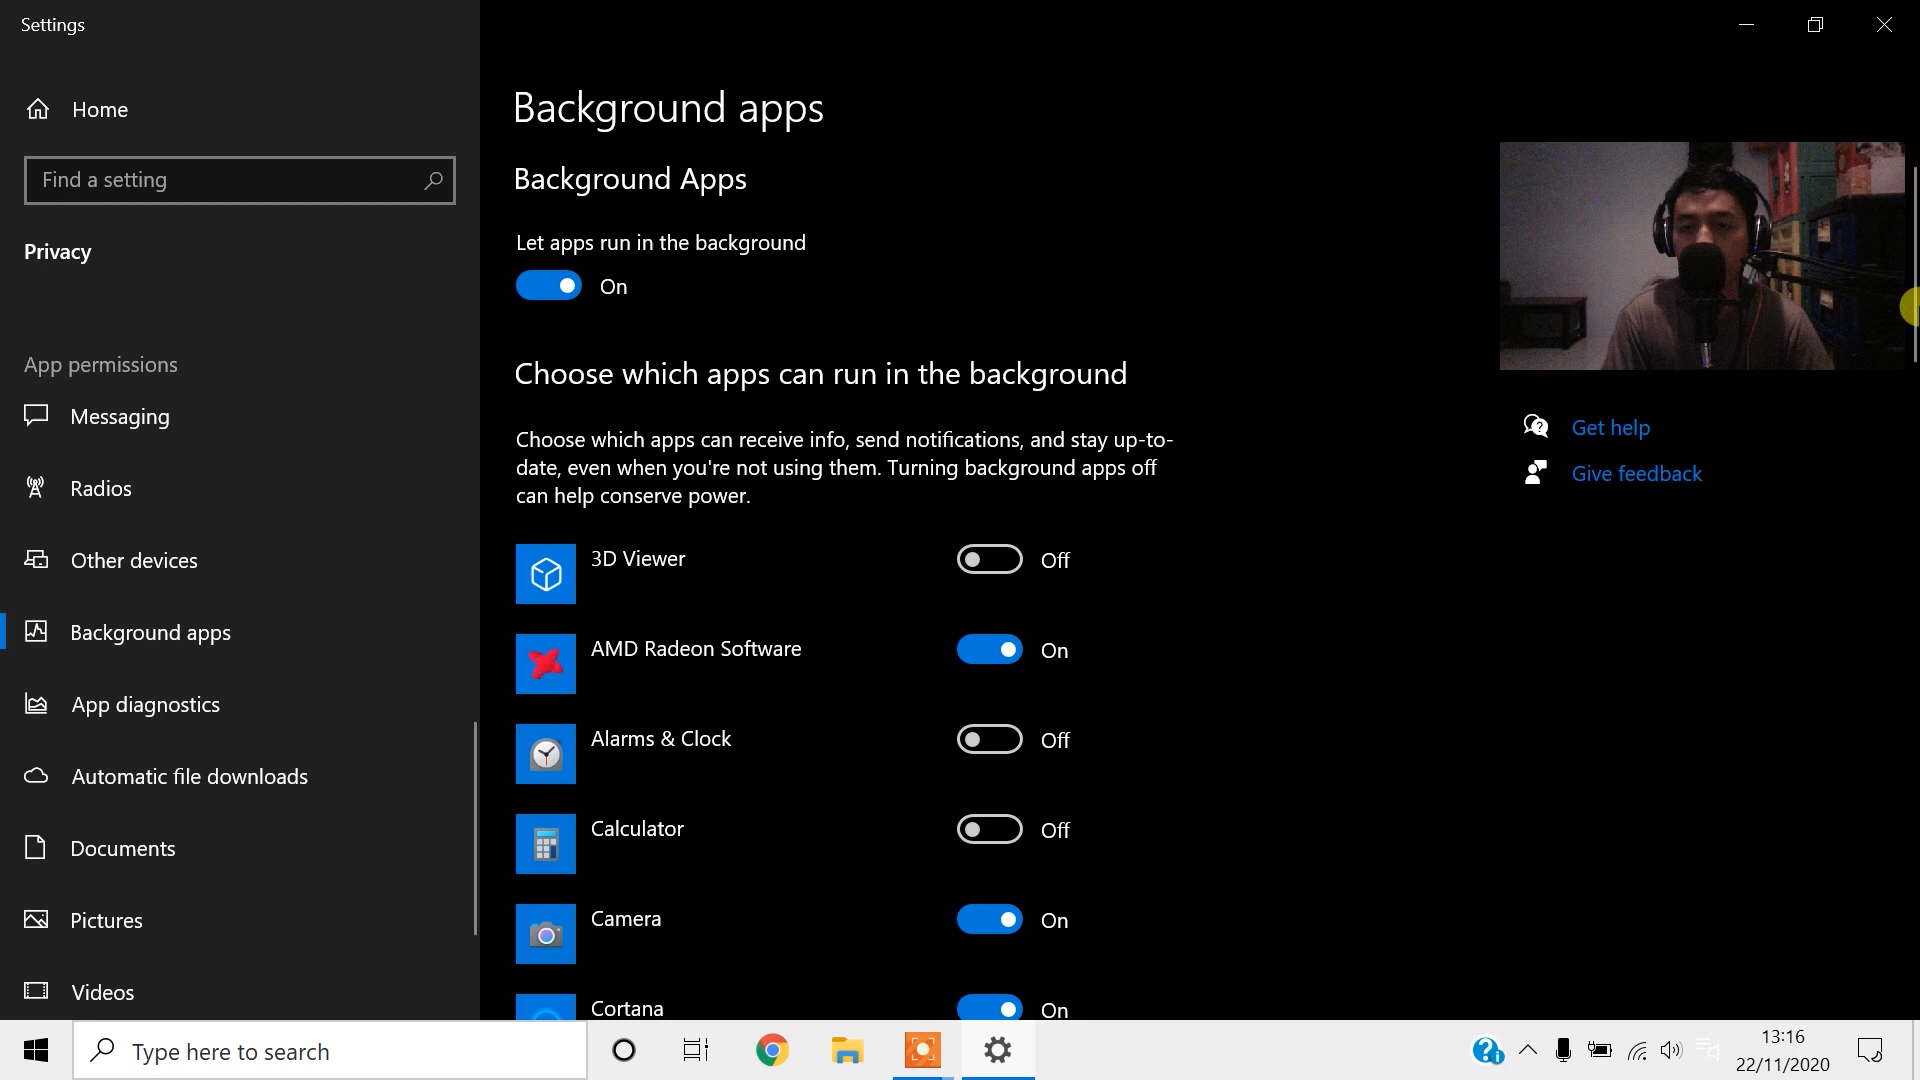 Settings
Home
Find a setting
Privacy
App permissions
Messaging
Radios
Other devices
Background apps
App diagnostics
Automatic file downloads
Documents
Pictures
Videos
Background apps
Background Apps
Let apps run in the background
On
Choose which apps can run in the background
Choose which apps can receive info, send notifications, and stay up-to-
date, even when you're not using them. Turning background apps off
can help conserve power.
3D Viewer Off
AMD Radeon Software On
Alarms & Clock Off
Calculator Off
Camera On
Cortana On
Get help
Give feedback
Type here to search
13:16
22/11/2020